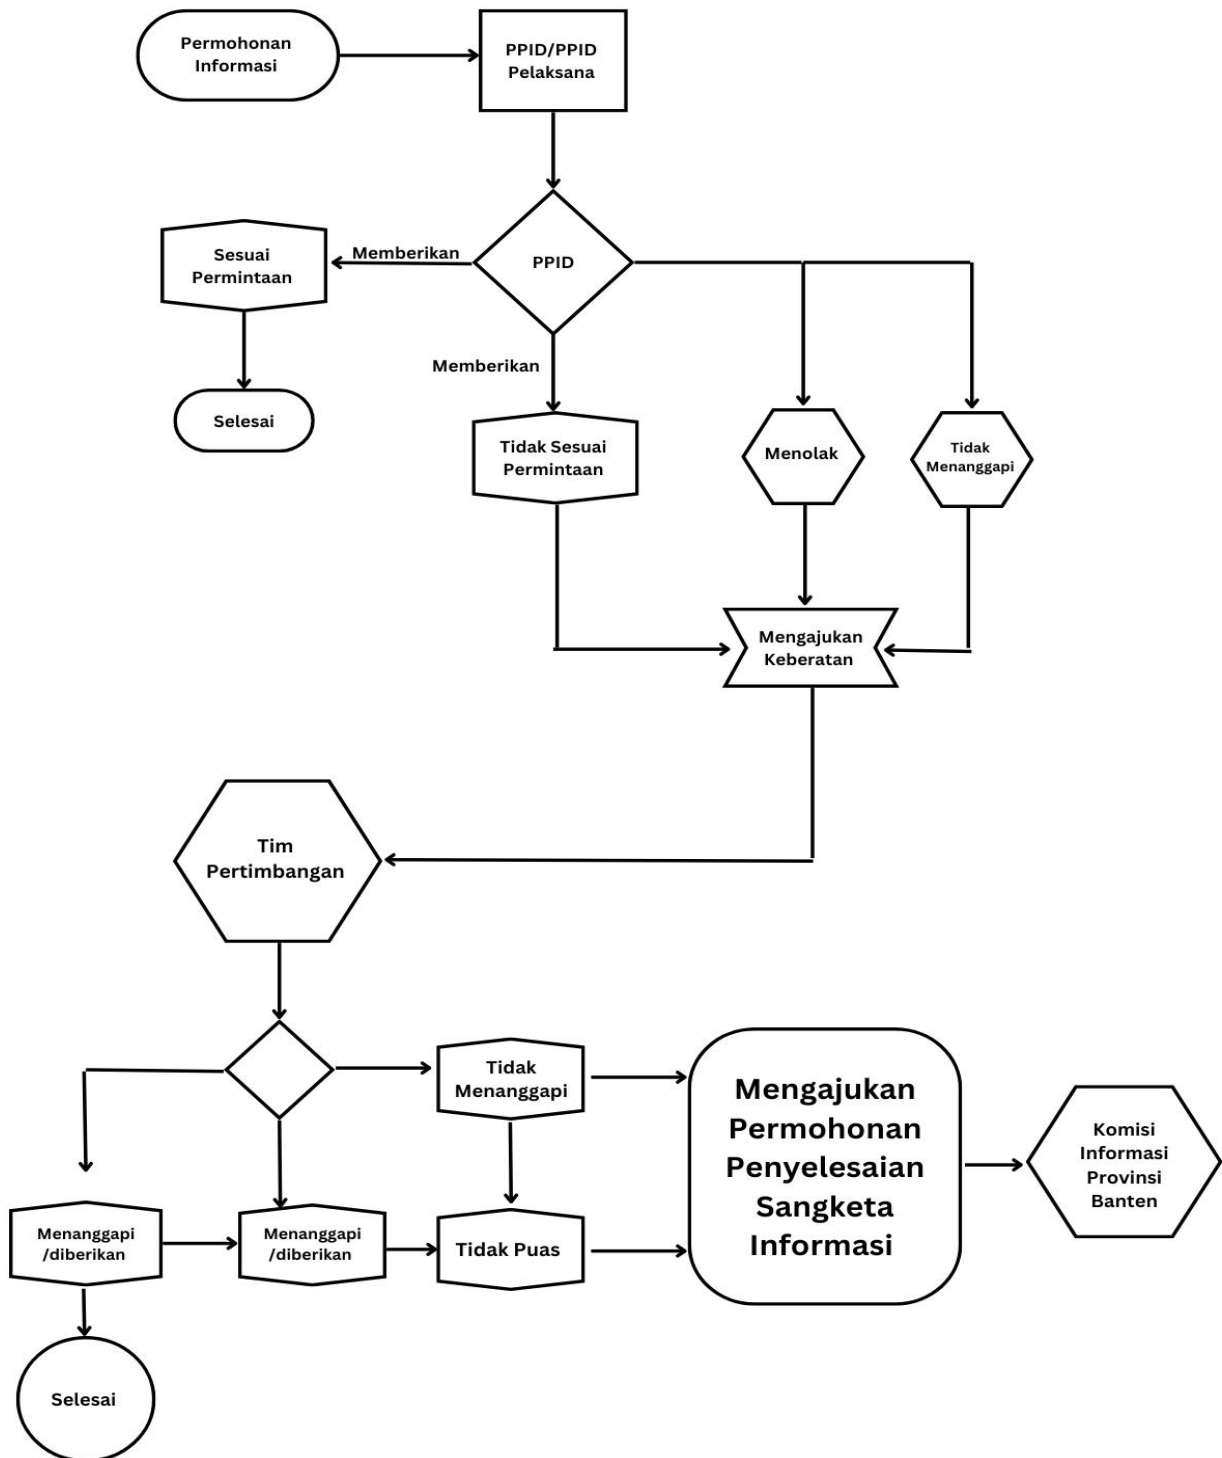 Permohonan
Informasi
PPID/PPID
Pelaksana
Sesuai
Permintaan
Memberikan
PPID
Memberikan
Selesai
Tidak Sesuai
Permintaan
Menolak
Tidak
Menanggapi
Mengajukan
Keberatan
Tim
Pertimbangan
Tidak
Menanggapi
Mengajukan
Permohonan
Penyelesaian
Sangketa
Informasi
Komisi
Informasi
Provinsi
Banten
Menanggapi
/diberikan
Menanggapi
/diberikan
Tidak Puas
Selesai